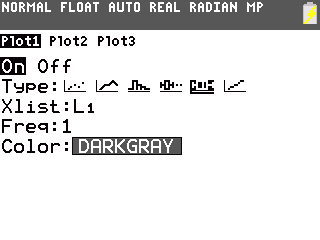 NORMAL FLOAT AUTO REAL RADIAN MP
Plot1 Plot2 Plot3
On Off
Type:
Xlist:L₁
Freq:1
Color: DARKGRAY